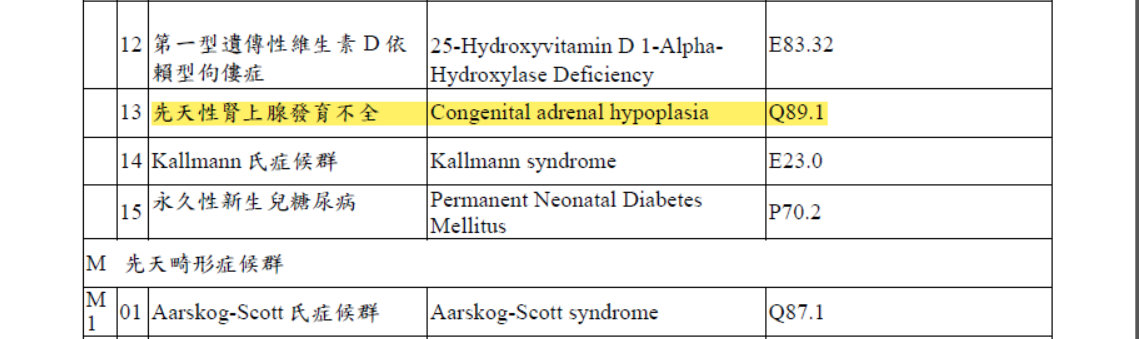 12 第一型遺傳性維生素 D 依賴型佝僂症 25-Hydroxyvitamin D 1-Alpha-Hydroxylase Deficiency E83.32
13 先天性腎上腺發育不全 Congenital adrenal hypoplasia Q89.1
14 Kallmann 氏症候群 Kallmann syndrome E23.0
15 永久性新生兒糖尿病 Permanent Neonatal Diabetes Mellitus P70.2
M 先天畸形症候群
M1 01 Aarskog-Scott 氏症候群 Aarskog-Scott syndrome Q87.1